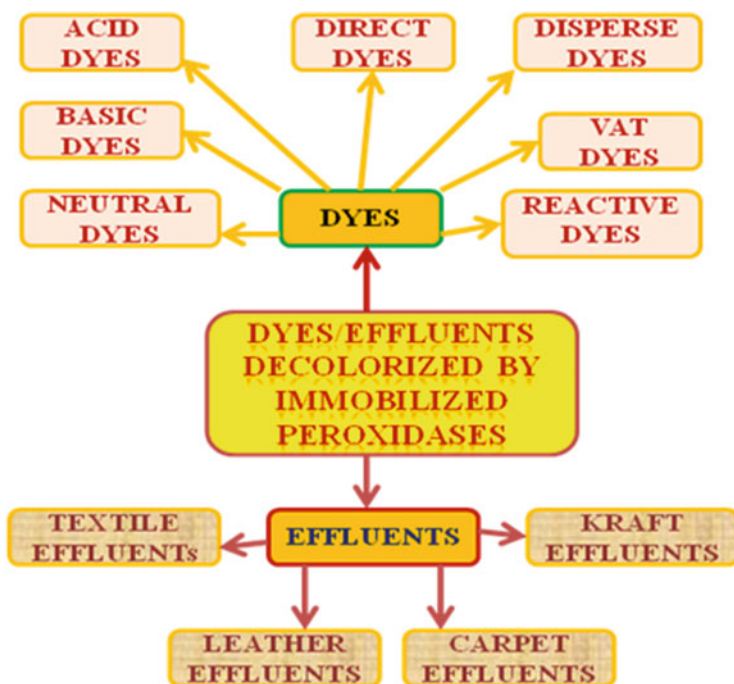 ACID
DYES
DIRECT
DYES
DISPERSE
DYES
BASIC
DYES
VAT
DYES
NEUTRAL
DYES
DYES
REACTIVE
DYES
DYES/EFFLUENTS
DECOLORIZED BY
IMMOBILIZED
PEROXIDASES
TEXTILE
EFFLUENTs
EFFLUENTS
KRAFT
EFFLUENTS
LEATHER
EFFLUENTS
CARPET
EFFLUENTS